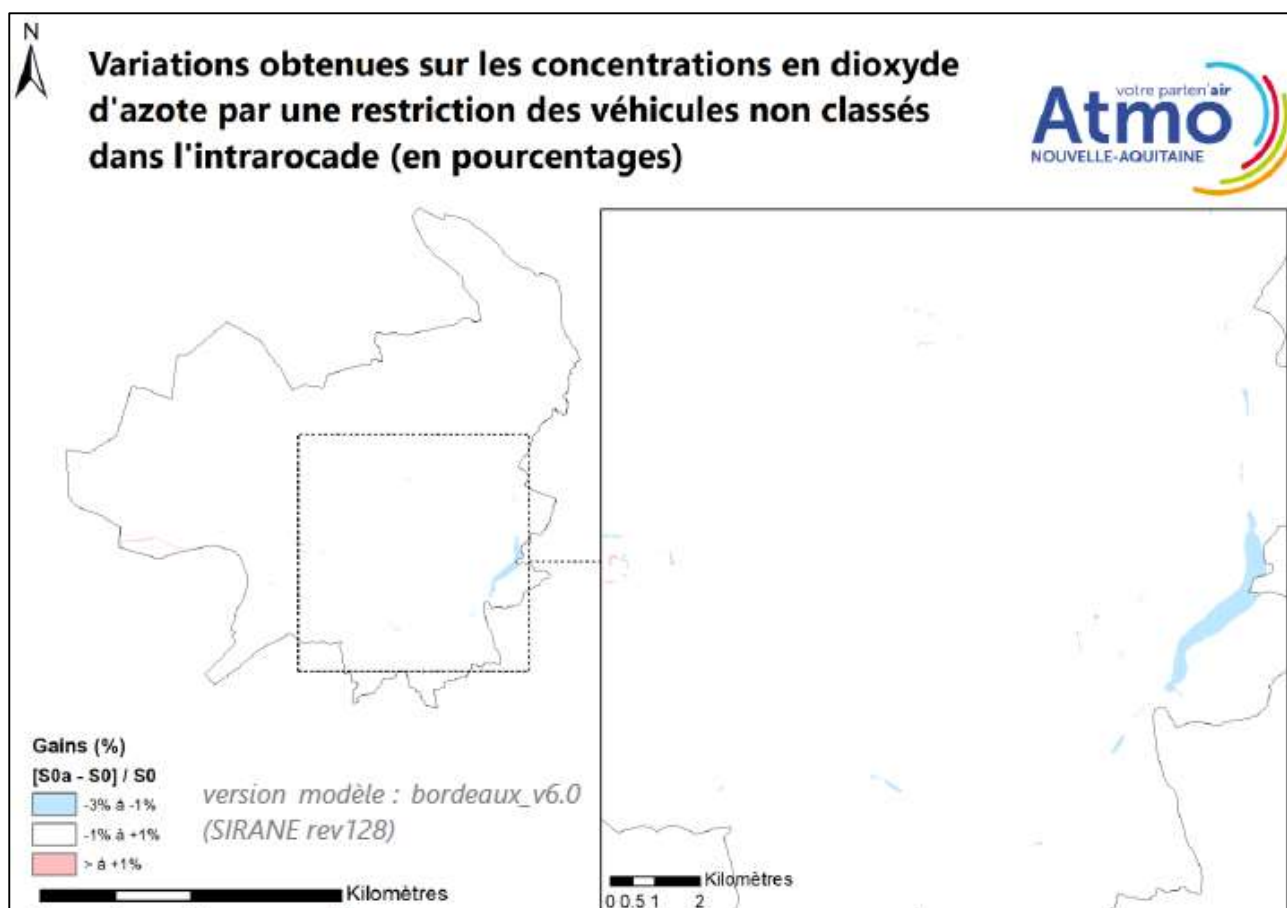 N
Variations obtenues sur les concentrations en dioxyde
d'azote par une restriction des véhicules non classés
dans l'intrarocade (en pourcentages)
votre parten'air
Atmo
NOUVELLE-AQUITAINE
Gains (%)
[S0a - S0] / S0
-3% à -1%
-1% à +1%
> à +1%
version modèle : bordeaux_v6.0
(SIRANE rev128)
Kilomètres
Kilomètres
0 0.5 1 2